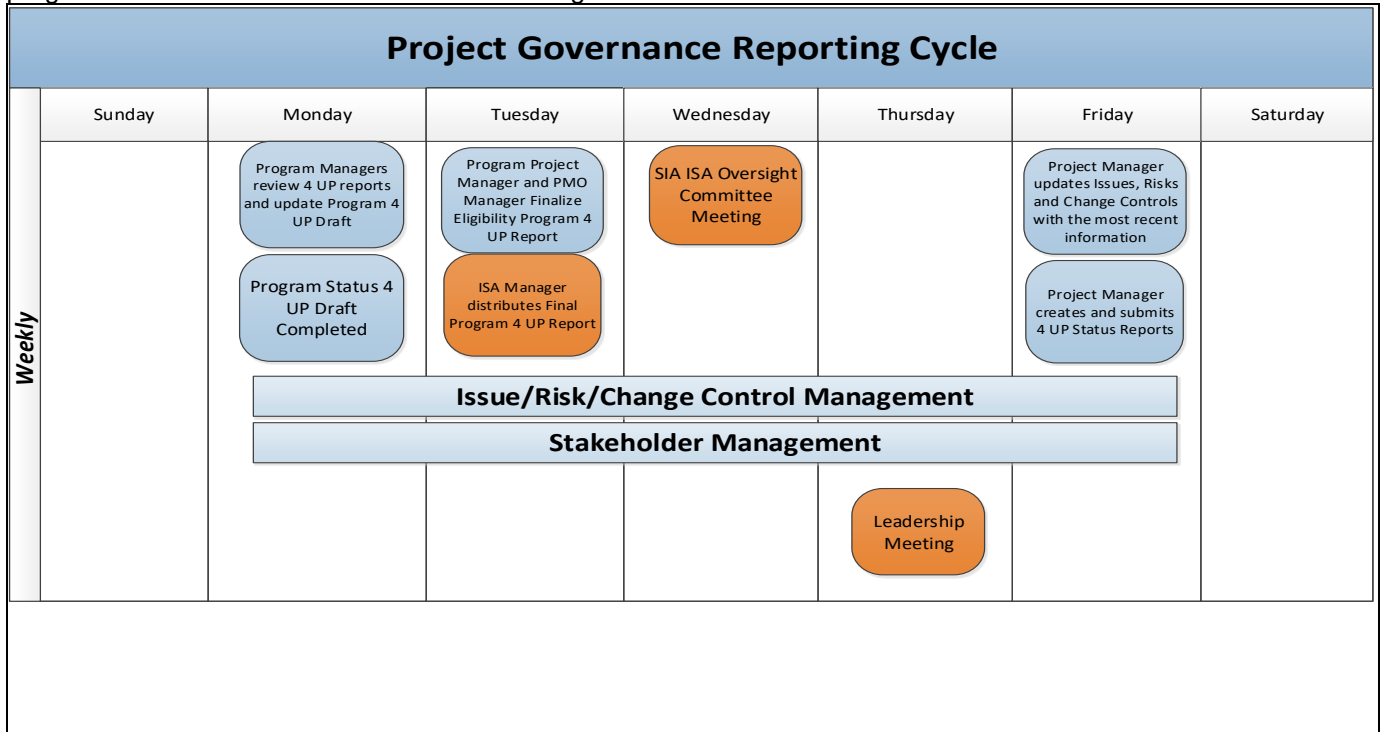 Project Governance Reporting Cycle
Sunday
Monday
Tuesday
Wednesday
Thursday
Friday
Saturday
Weekly
Program Managers
review 4 UP reports
and update Program 4
UP Draft
Program Status 4
UP Draft
Completed
Program Project
Manager and PMO
Manager Finalize
Eligibility Program 4
UP Report
ISA Manager
distributes Final
Program 4 UP Report
SIA ISA Oversight
Committee
Meeting
Project Manager
updates Issues, Risks
and Change Controls
with the most recent
information
Project Manager
creates and submits
4 UP Status Reports
Issue/Risk/Change Control Management
Stakeholder Management
Leadership
Meeting